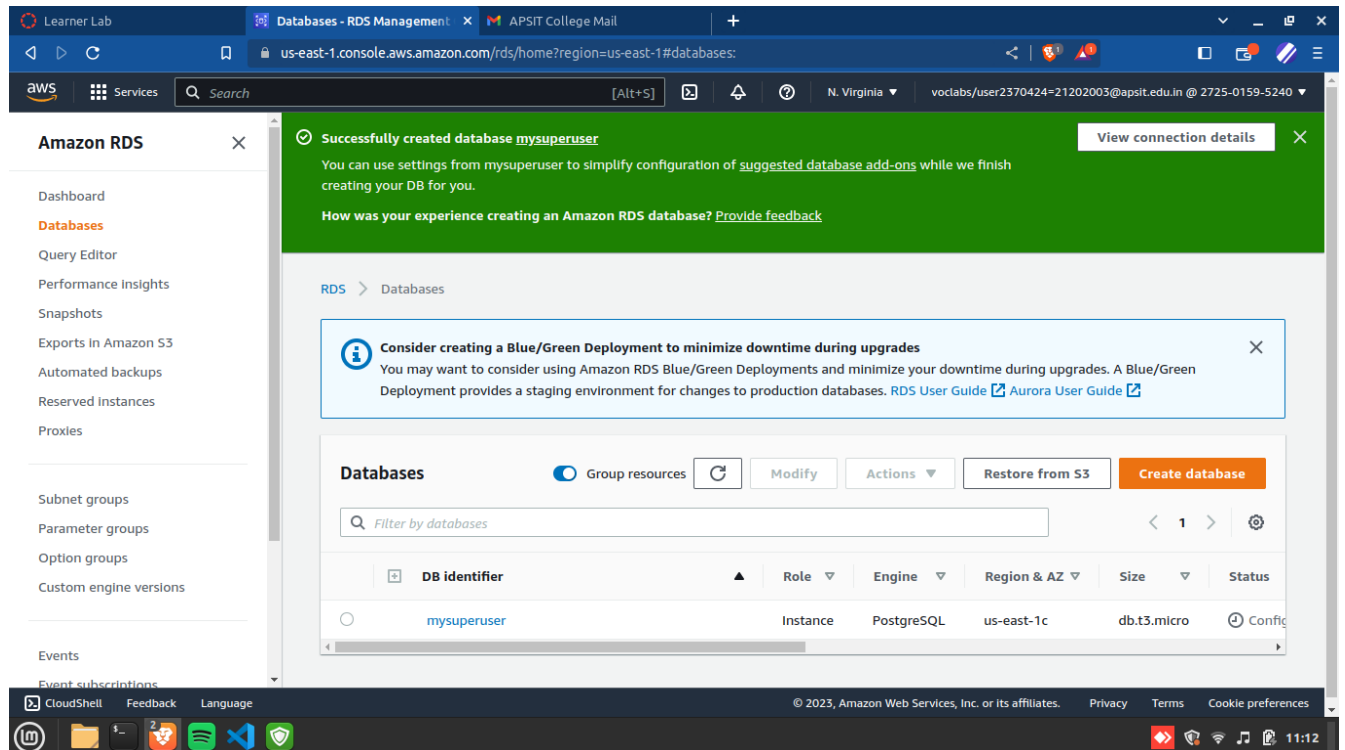 Learner Lab
Databases - RDS Management
APSIT College Mail
us-east-1.console.aws.amazon.com/rds/home?region=us-east-1#databases:
aws
Services
Search
[Alt+S]
N. Virginia
voclabs/user2370424=21202003@apsit.edu.in @ 2725-0159-5240
Amazon RDS
Dashboard
Databases
Query Editor
Performance insights
Snapshots
Exports in Amazon S3
Automated backups
Reserved instances
Proxies
Subnet groups
Parameter groups
Option groups
Custom engine versions
Events
Event subscriptions
Successfully created database mysuperuser
View connection details
You can use settings from mysuperuser to simplify configuration of suggested database add-ons while we finish
creating your DB for you.
How was your experience creating an Amazon RDS database? Provide feedback
RDS > Databases
Consider creating a Blue/Green Deployment to minimize downtime during upgrades
You may want to consider using Amazon RDS Blue/Green Deployments and minimize your downtime during upgrades. A Blue/Green
Deployment provides a staging environment for changes to production databases. RDS User Guide Aurora User Guide
Databases
Group resources
Modify
Actions
Restore from S3
Create database
Filter by databases
1
DB identifier Role Engine Region & AZ Size Status
mysuperuser Instance PostgreSQL us-east-1c db.t3.micro Config
CloudShell Feedback Language
© 2023, Amazon Web Services, Inc. or its affiliates. Privacy Terms Cookie preferences
2
11:12